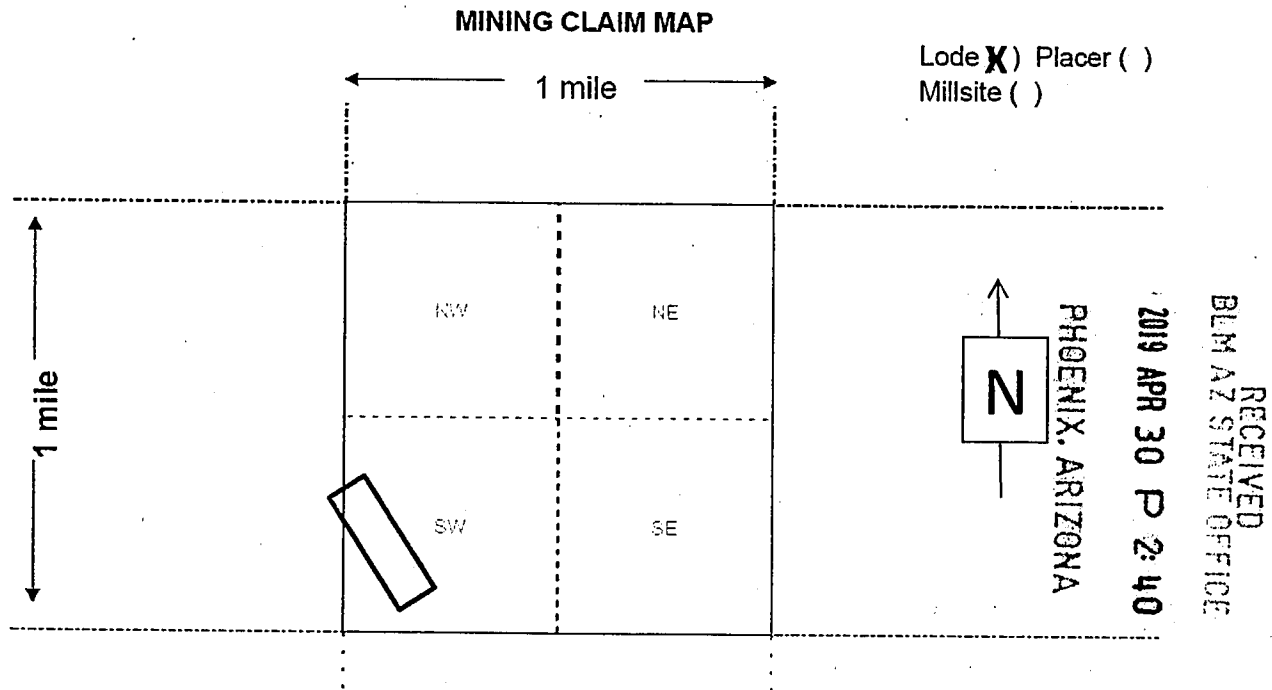 MINING CLAIM MAP
Lode X) Placer ( )
Millsite ( )
1 mile
1 mile
NW
NE
SW
SE
N
RECEIVED
BLM AZ STATE OFFICE
2019 APR 30 P 2:40
PHOENIX, ARIZONA